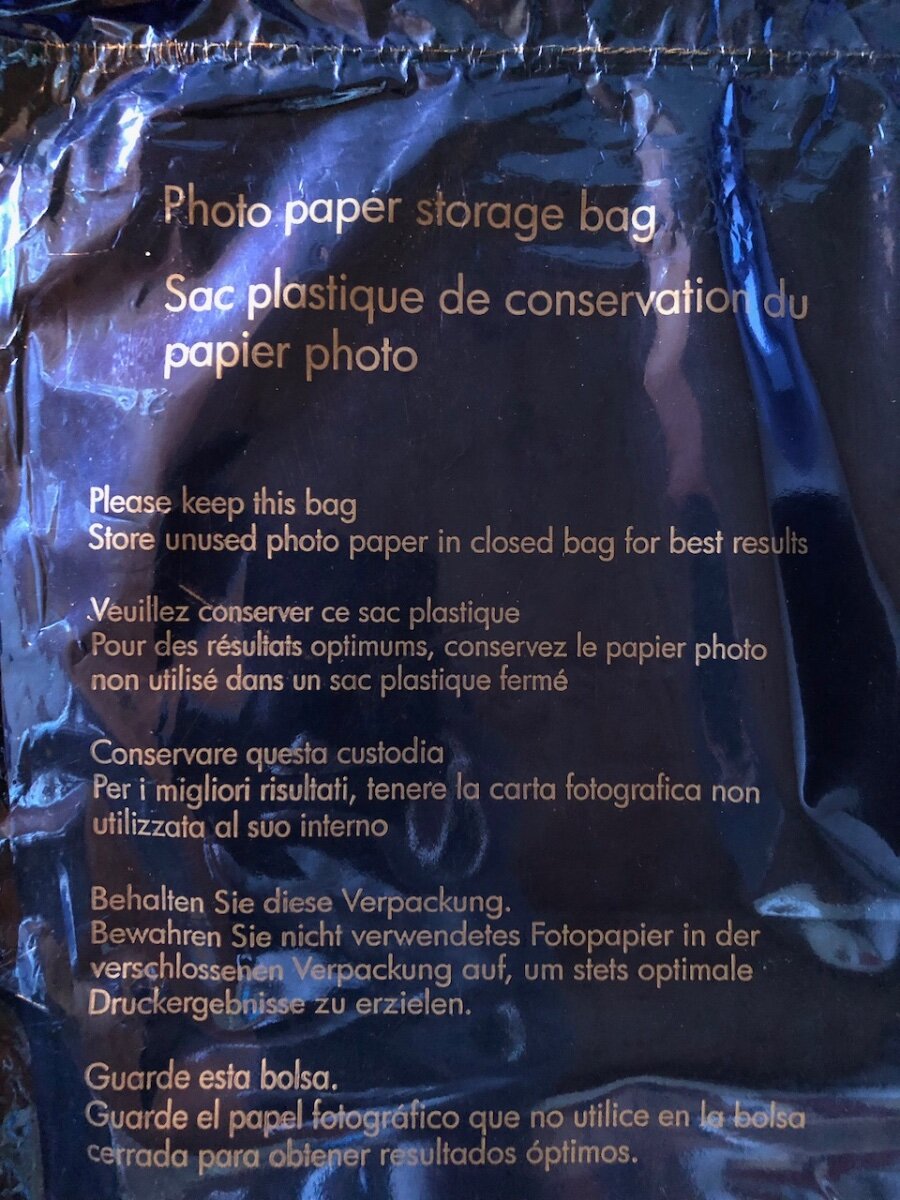 Photo paper storage bag
Sac plastique de conservation du
papier photo
Please keep this bag
Store unused photo paper in closed bag for best results
Veuillez conserver ce sac plastique
Pour des résultats optimums, conservez le papier photo
non utilisé dans un sac plastique fermé
Conservare questa custodia
Per i migliori risultati, tenere la carta fotografica non
utilizzata al suo interno
Behalten Sie diese Verpackung.
Bewahren Sie nicht verwendetes Fotopapier in der
verschlossenen Verpackung auf, um stets optimale
Druckergebnisse zu erzielen.
Guarde esta bolsa.
Guarde el papel fotográfico que no utilice en la bolsa
cerrada para obtener resultados óptimos.